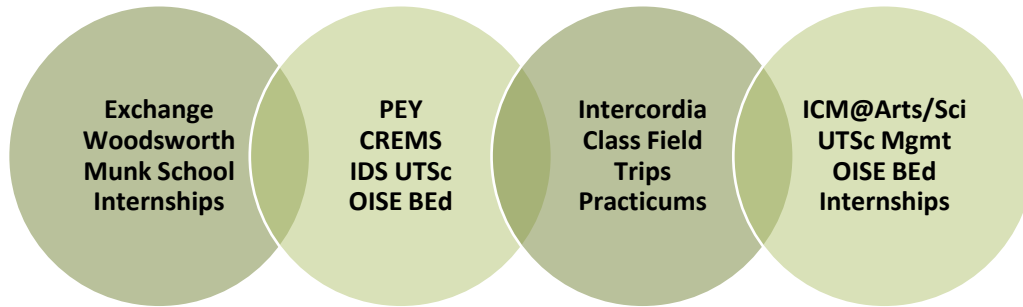 Exchange
Woodsworth
Munk School
Internships
PEY
CREMS
IDS UTSc
OISE BEd
Intercordia
Class Field
Trips
Practicums
ICM@Arts/Sci
UTSc Mgmt
OISE BEd
Internships